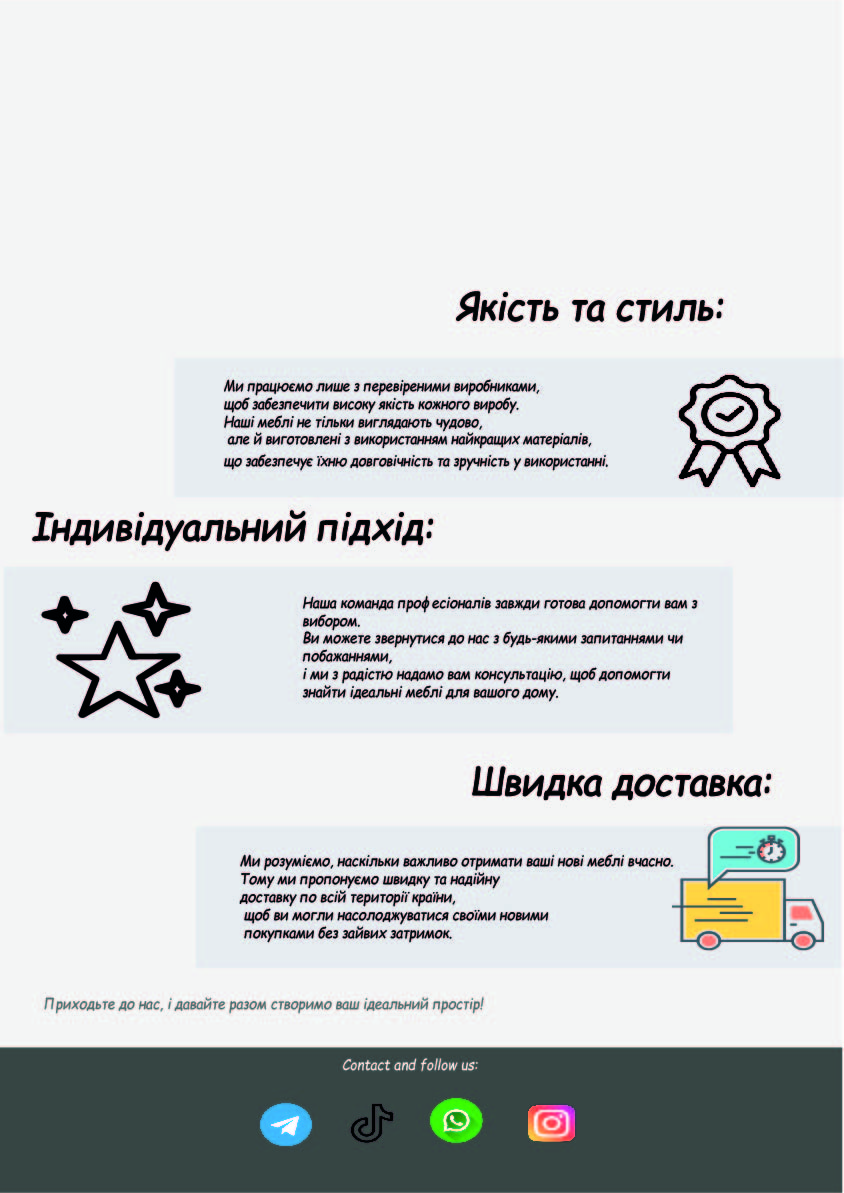 Якість та стиль:
Ми працюємо лише з перевіреними виробниками,
щоб забезпечити високу якість кожного виробу.
Наші меблі не тільки виглядають чудово,
але й виготовлені з використанням найкращих матеріалів,
що забезпечує їхню довговічність та зручність у використанні.
Індивідуальний підхід:
Наша команда професіоналів завжди готова допомогти вам з
вибором.
Ви можете звернутися до нас з будь-якими запитаннями чи
побажаннями,
і ми з радістю надамо вам консультацію, щоб допомогти
знайти ідеальні меблі для вашого дому.
Швидка доставка:
Ми розуміємо, наскільки важливо отримати ваші нові меблі вчасно.
Тому ми пропонуємо швидку та надійну
доставку по всій території країни,
щоб ви могли насолоджуватися своїми новими
покупками без зайвих затримок.
Приходьте до нас, і давайте разом створимо ваш ідеальний простір!
Contact and follow us: